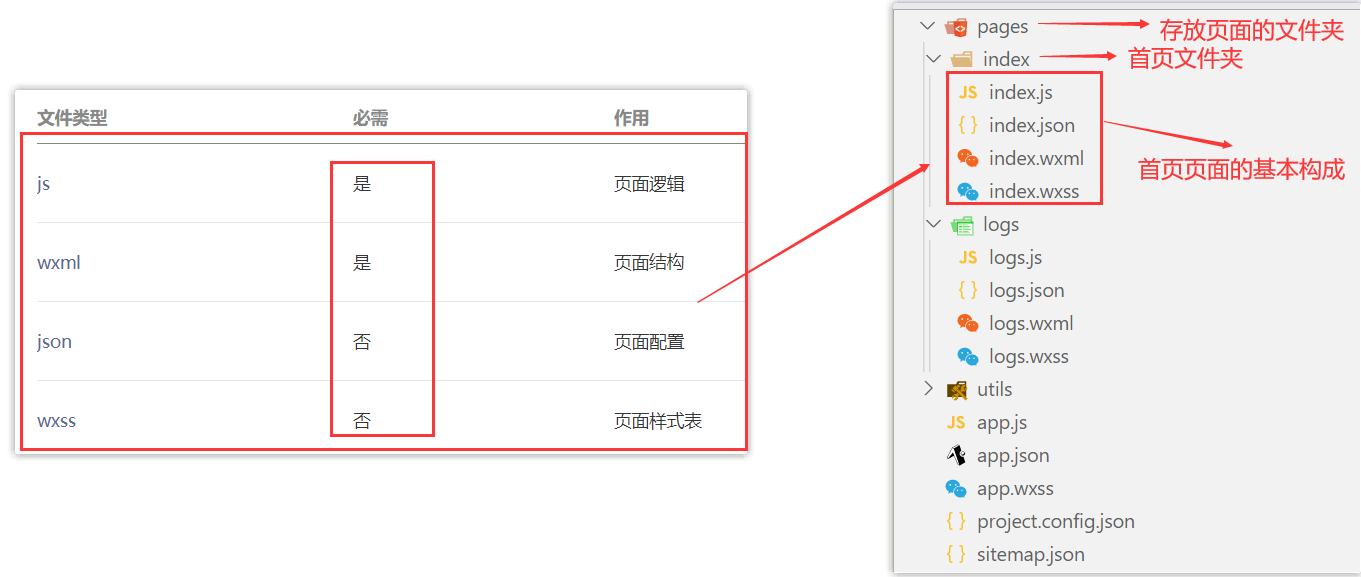 文件类型 必需 作用
js 是 页面逻辑
wxml 是 页面结构
json 否 页面配置
wxss 否 页面样式表
pages 存放页面的文件夹
index 首页文件夹
JS index.js
{ } index.json
index.wxml
index.wxss
首页页面的基本构成
logs
JS logs.js
{ } logs.json
logs.wxml
logs.wxss
utils
JS app.js
app.json
app.wxss
{ } project.config.json
{ } sitemap.json